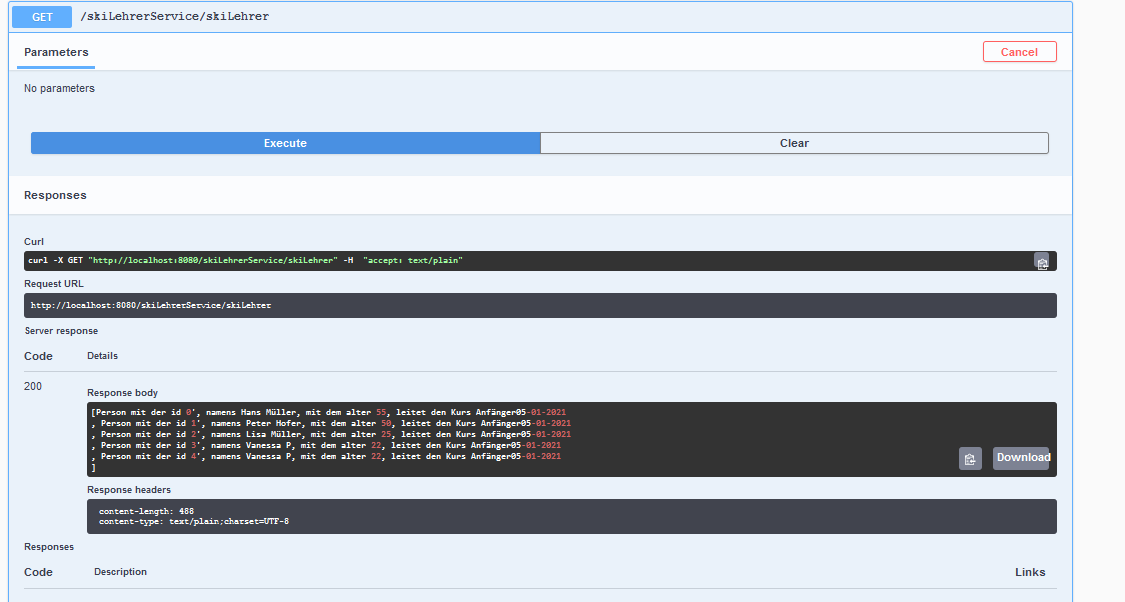 GET /skiLehrerService/skiLehrer
Parameters
Cancel
No parameters
Execute
Clear
Responses
Curl
curl -X GET "http://localhost:8080/skiLehrerService/skiLehrer" -H  "accept: text/plain"
Request URL
http://localhost:8080/skiLehrerService/skiLehrer
Server response
Code Details
200
Response body
[Person mit der id 0', namens Hans Müller, mit dem alter 55, leitet den Kurs Anfänger05-01-2021
, Person mit der id 1', namens Peter Hofer, mit dem alter 50, leitet den Kurs Anfänger05-01-2021
, Person mit der id 2', namens Lisa Müller, mit dem alter 25, leitet den Kurs Anfänger05-01-2021
, Person mit der id 3', namens Vanessa P, mit dem alter 22, leitet den Kurs Anfänger05-01-2021
, Person mit der id 4', namens Vanessa P, mit dem alter 22, leitet den Kurs Anfänger05-01-2021
]
Download
Response headers
content-length: 488
content-type: text/plain;charset=UTF-8
Responses
Code Description Links